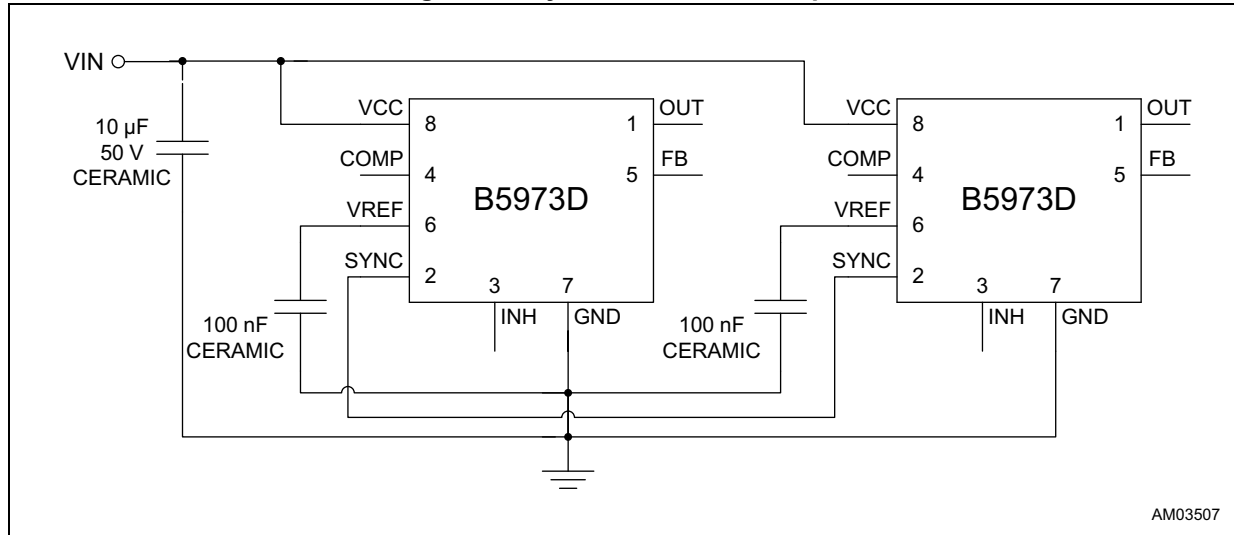 VIN
10 µF
50 V
CERAMIC
VCC
8
COMP
4
VREF
6
SYNC
2
B5973D
1
OUT
5
FB
3
INH
7
GND
100 nF
CERAMIC
VCC
8
COMP
4
VREF
6
SYNC
2
B5973D
1
OUT
5
FB
3
INH
7
GND
100 nF
CERAMIC
AM03507